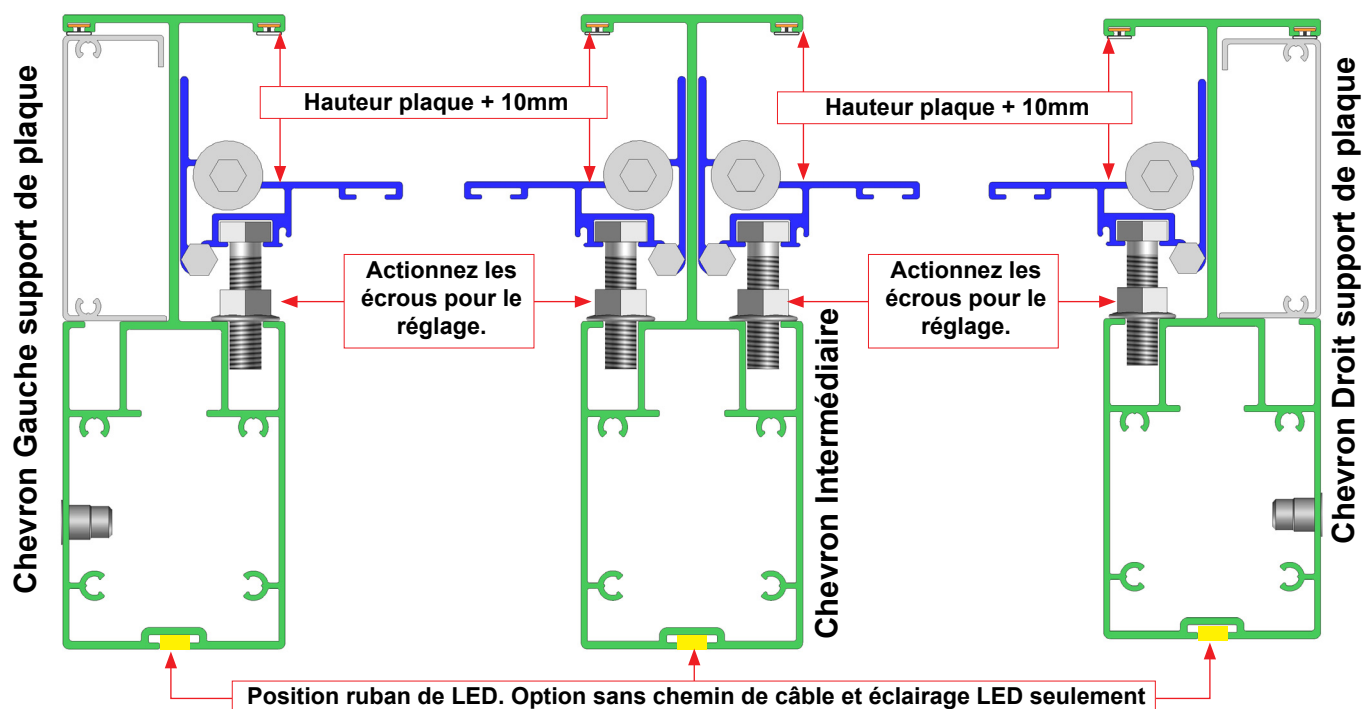 Chevron Gauche support de plaque
Hauteur plaque + 10mm
Hauteur plaque + 10mm
Actionnez les
écrous pour le
réglage.
Actionnez les
écrous pour le
réglage.
Chevron Intermédiaire
Chevron Droit support de plaque
Position ruban de LED. Option sans chemin de câble et éclairage LED seulement